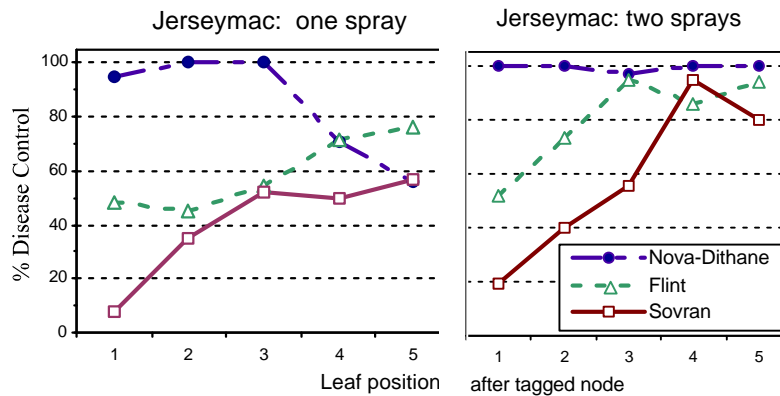 Jerseymac: one spray
Jerseymac: two sprays
% Disease Control
100
80
60
40
20
0
1 2 3 4 5
1 2 3 4 5
Nova-Dithane
Flint
Sovran
Leaf position after tagged node